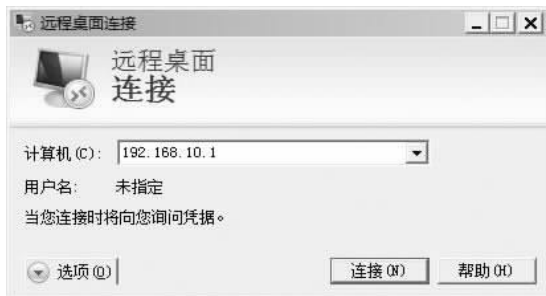 远程桌面连接
远程桌面
连接
计算机(C): 192.168.10.1
用户名: 未指定
当您连接时将向您询问凭据。
选项(O) 连接(N) 帮助(H)